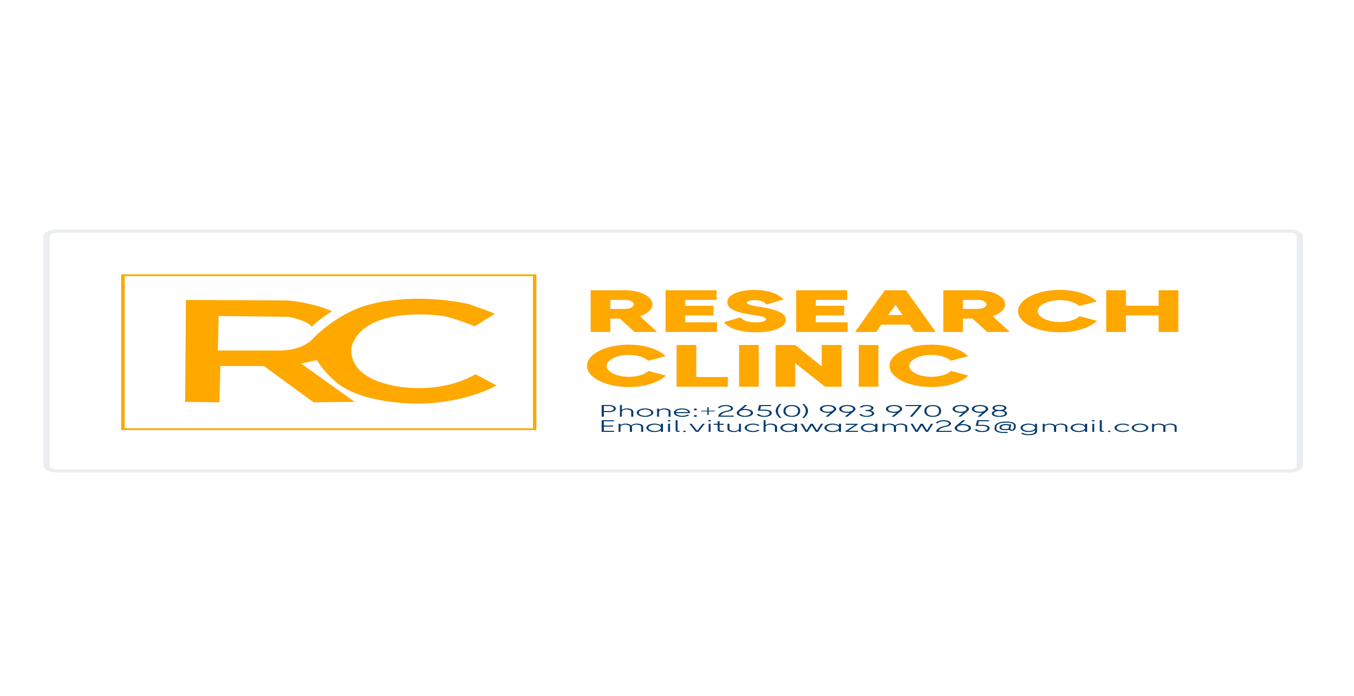 RC
RESEARCH
CLINIC
Phone:+265(0) 993 970 998
Email.vituchawazamw265@gmail.com